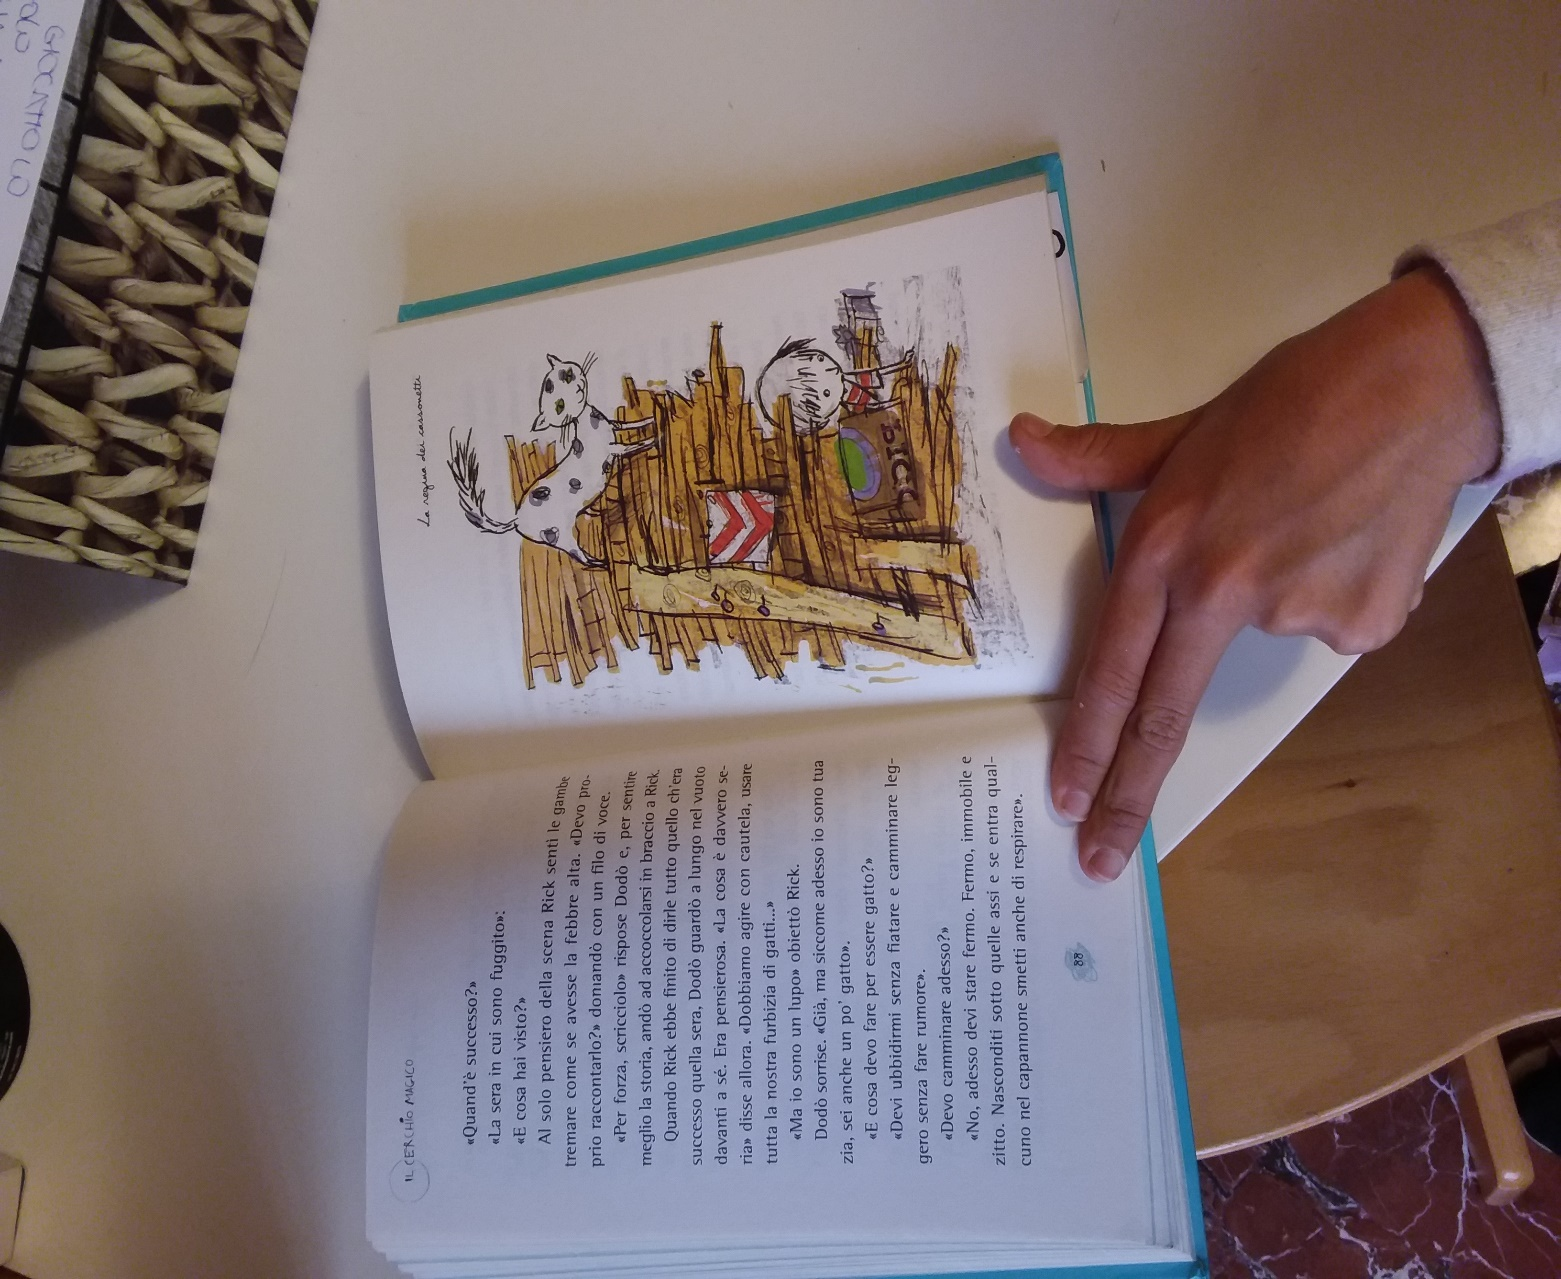 IL CERCHIO MAGICO
«Quand'è successo?»
«La sera in cui sono fuggito»:
«E cosa hai visto?»
Al solo pensiero della scena Rick sentì le gambe
tremare come se avesse la febbre alta. «Devo pro-
prio raccontarlo?» domandò con un filo di voce.
«Per forza, scricciolo» rispose Dodò e, per sentire
meglio la storia, andò ad accoccolarsi in braccio a Rick.
Quando Rick ebbe finito di dirle tutto quello ch'era
successo quella sera, Dodò guardò a lungo nel vuoto
davanti a sé. Era pensierosa. «La cosa è davvero se-
ria» disse allora. «Dobbiamo agire con cautela, usare
tutta la nostra furbizia di gatti...»
«Ma io sono un lupo» obiettò Rick.
Dodò sorrise. «Già, ma siccome adesso io sono tua
zia, sei anche un po' gatto».
«E cosa devo fare per essere gatto?»
«Devi ubbidirmi senza fiatare e camminare leg-
gero senza fare rumore».
«Devo camminare adesso?»
«No, adesso devi stare fermo. Fermo, immobile e
zitto. Nasconditi sotto quelle assi e se entra qual-
cuno nel capannone smetti anche di respirare».
88
La regina dei cassonetti
GIOCATTOLO